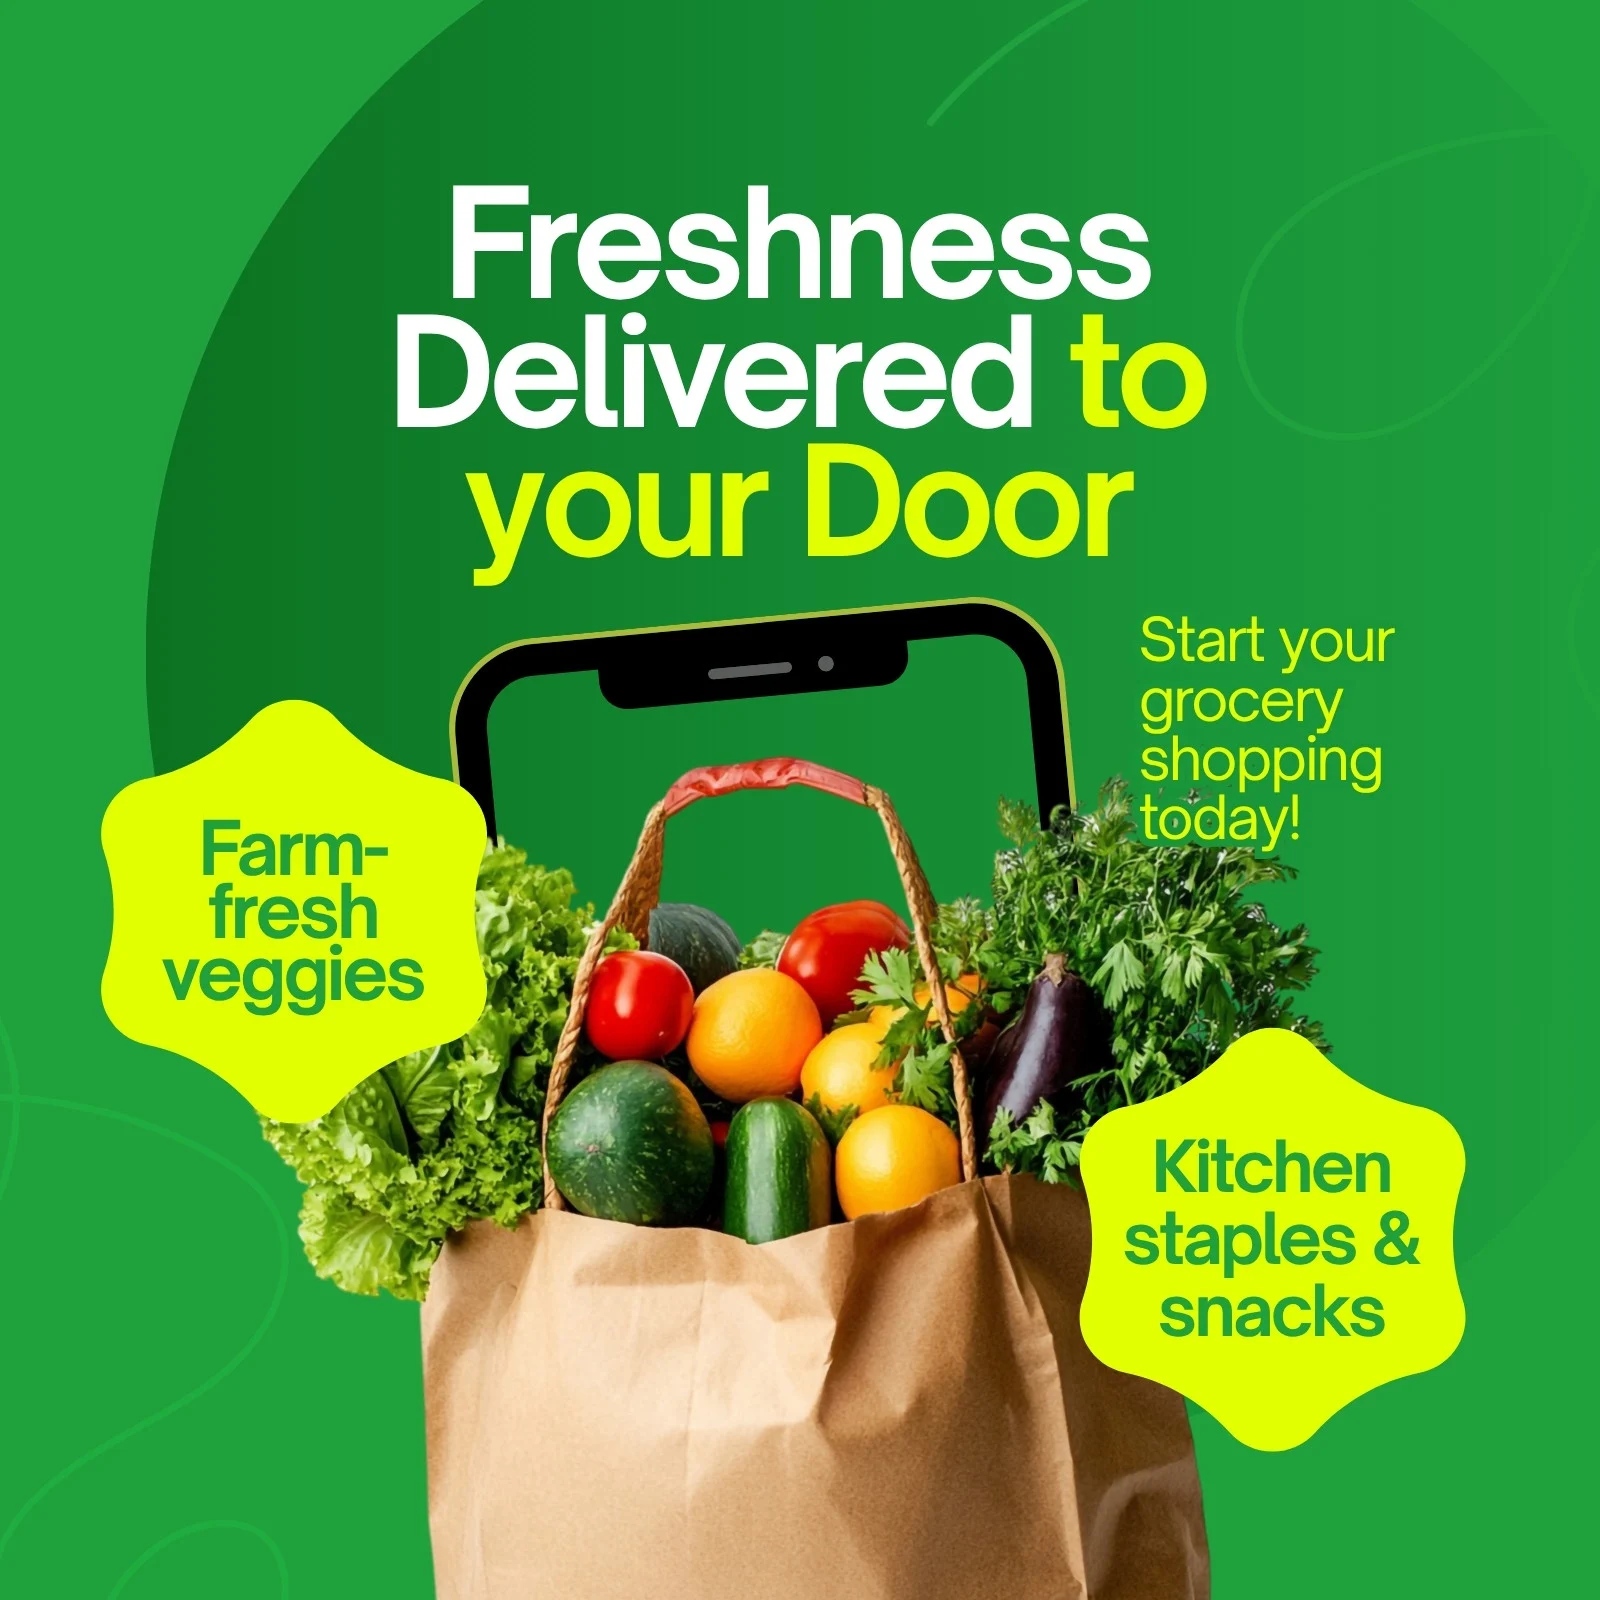 Freshness
Delivered to
your Door
Start your
grocery
shopping
today!
Farm-
fresh
veggies
Kitchen
staples &
snacks